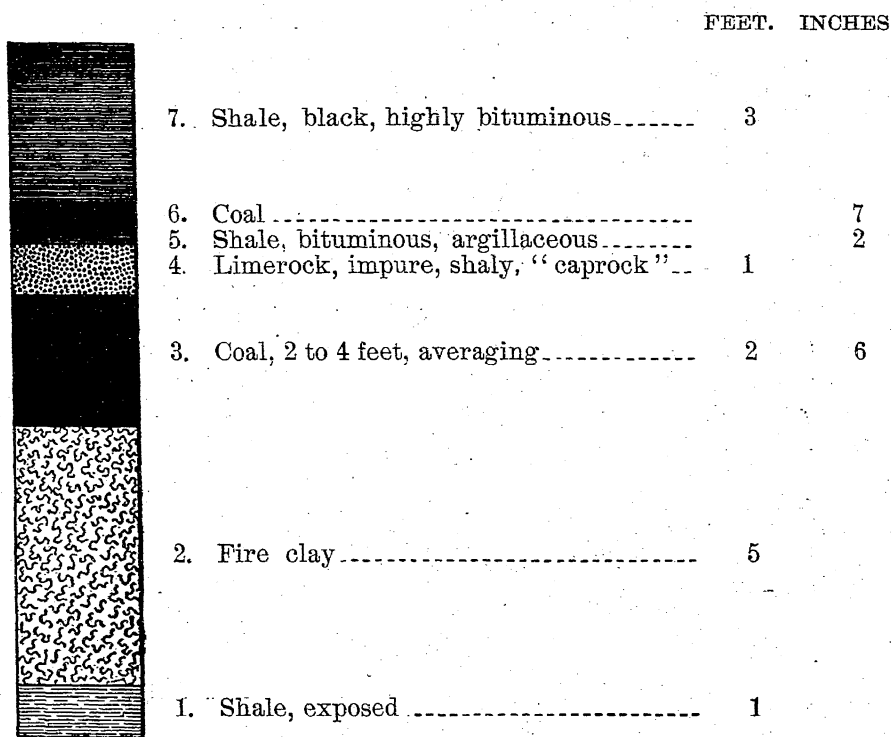 FEET. INCHES
7. Shale, black, highly bituminous 3
6. Coal 7
5. Shale, bituminous, argillaceous 2
4. Limerock, impure, shaly, “caprock” 1
3. Coal, 2 to 4 feet, averaging 2 6
2. Fire clay 5
1. Shale, exposed 1